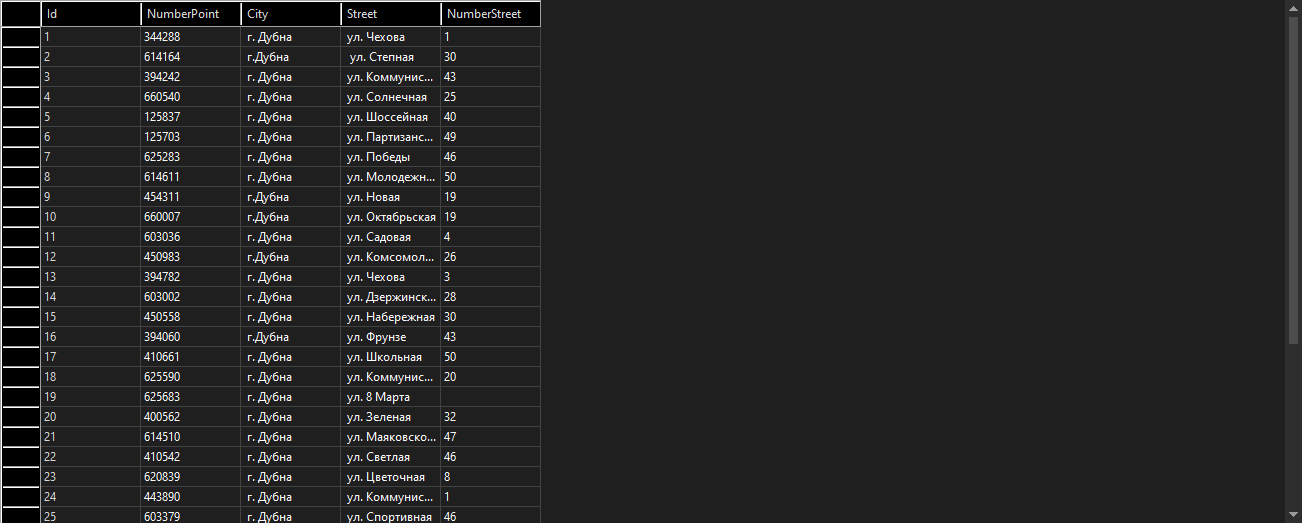 Id NumberPoint City Street NumberStreet
1 344288 г. Дубна ул. Чехова 1
2 614164 г.Дубна ул. Степная 30
3 394242 г. Дубна ул. Коммунис... 43
4 660540 г. Дубна ул. Солнечная 25
5 125837 г. Дубна ул. Шоссейная 40
6 125703 г. Дубна ул. Партизанс... 49
7 625283 г. Дубна ул. Победы 46
8 614611 г. Дубна ул. Молодежн... 50
9 454311 г.Дубна ул. Новая 19
10 660007 г.Дубна ул. Октябрьская 19
11 603036 г. Дубна ул. Садовая 4
12 450983 г.Дубна ул. Комсомол... 26
13 394782 г. Дубна ул. Чехова 3
14 603002 г. Дубна ул. Дзержинск... 28
15 450558 г. Дубна ул. Набережная 30
16 394060 г.Дубна ул. Фрунзе 43
17 410661 г. Дубна ул. Школьная 50
18 625590 г. Дубна ул. Коммунис... 20
19 625683 г. Дубна ул. 8 Марта
20 400562 г. Дубна ул. Зеленая 32
21 614510 г. Дубна ул. Маяковско... 47
22 410542 г. Дубна ул. Светлая 46
23 620839 г. Дубна ул. Цветочная 8
24 443890 г. Дубна ул. Коммунис... 1
25 603379 г. Дубна ул. Спортивная 46